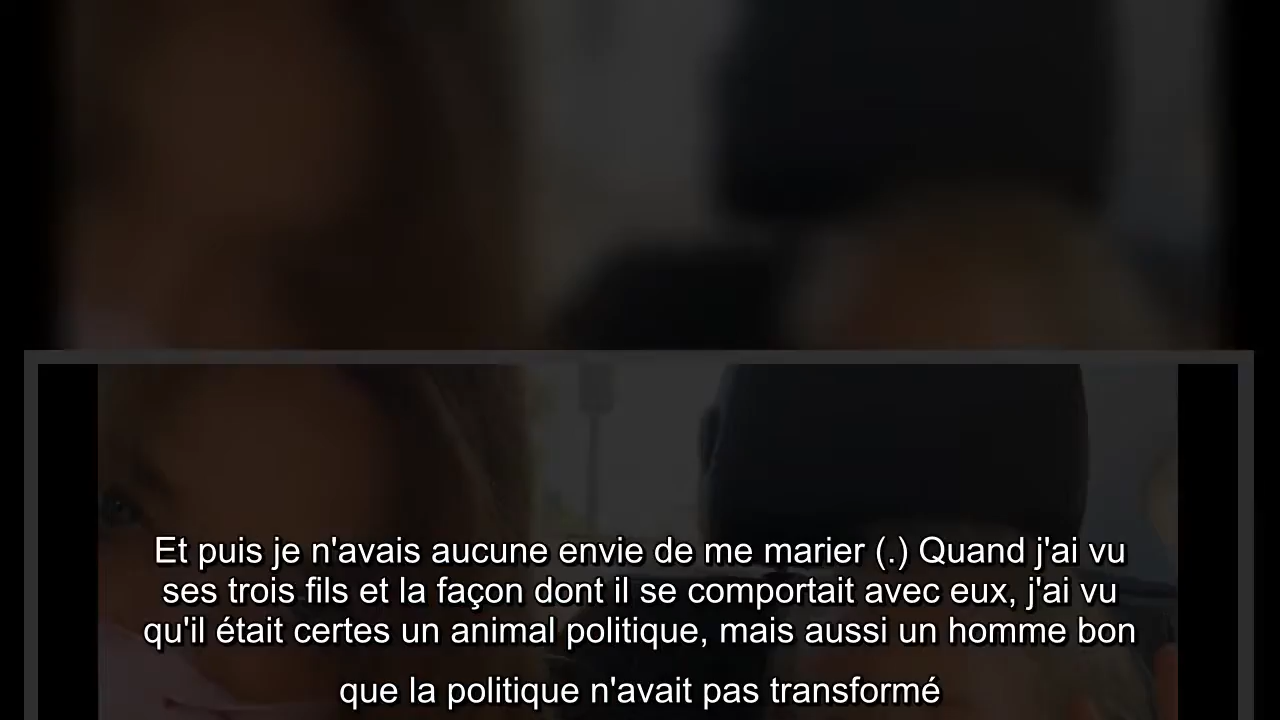 Et puis je n'avais aucune envie de me marier (.) Quand j'ai vu
ses trois fils et la façon dont il se comportait avec eux, j'ai vu
qu'il était certes un animal politique, mais aussi un homme bon
que la politique n'avait pas transformé